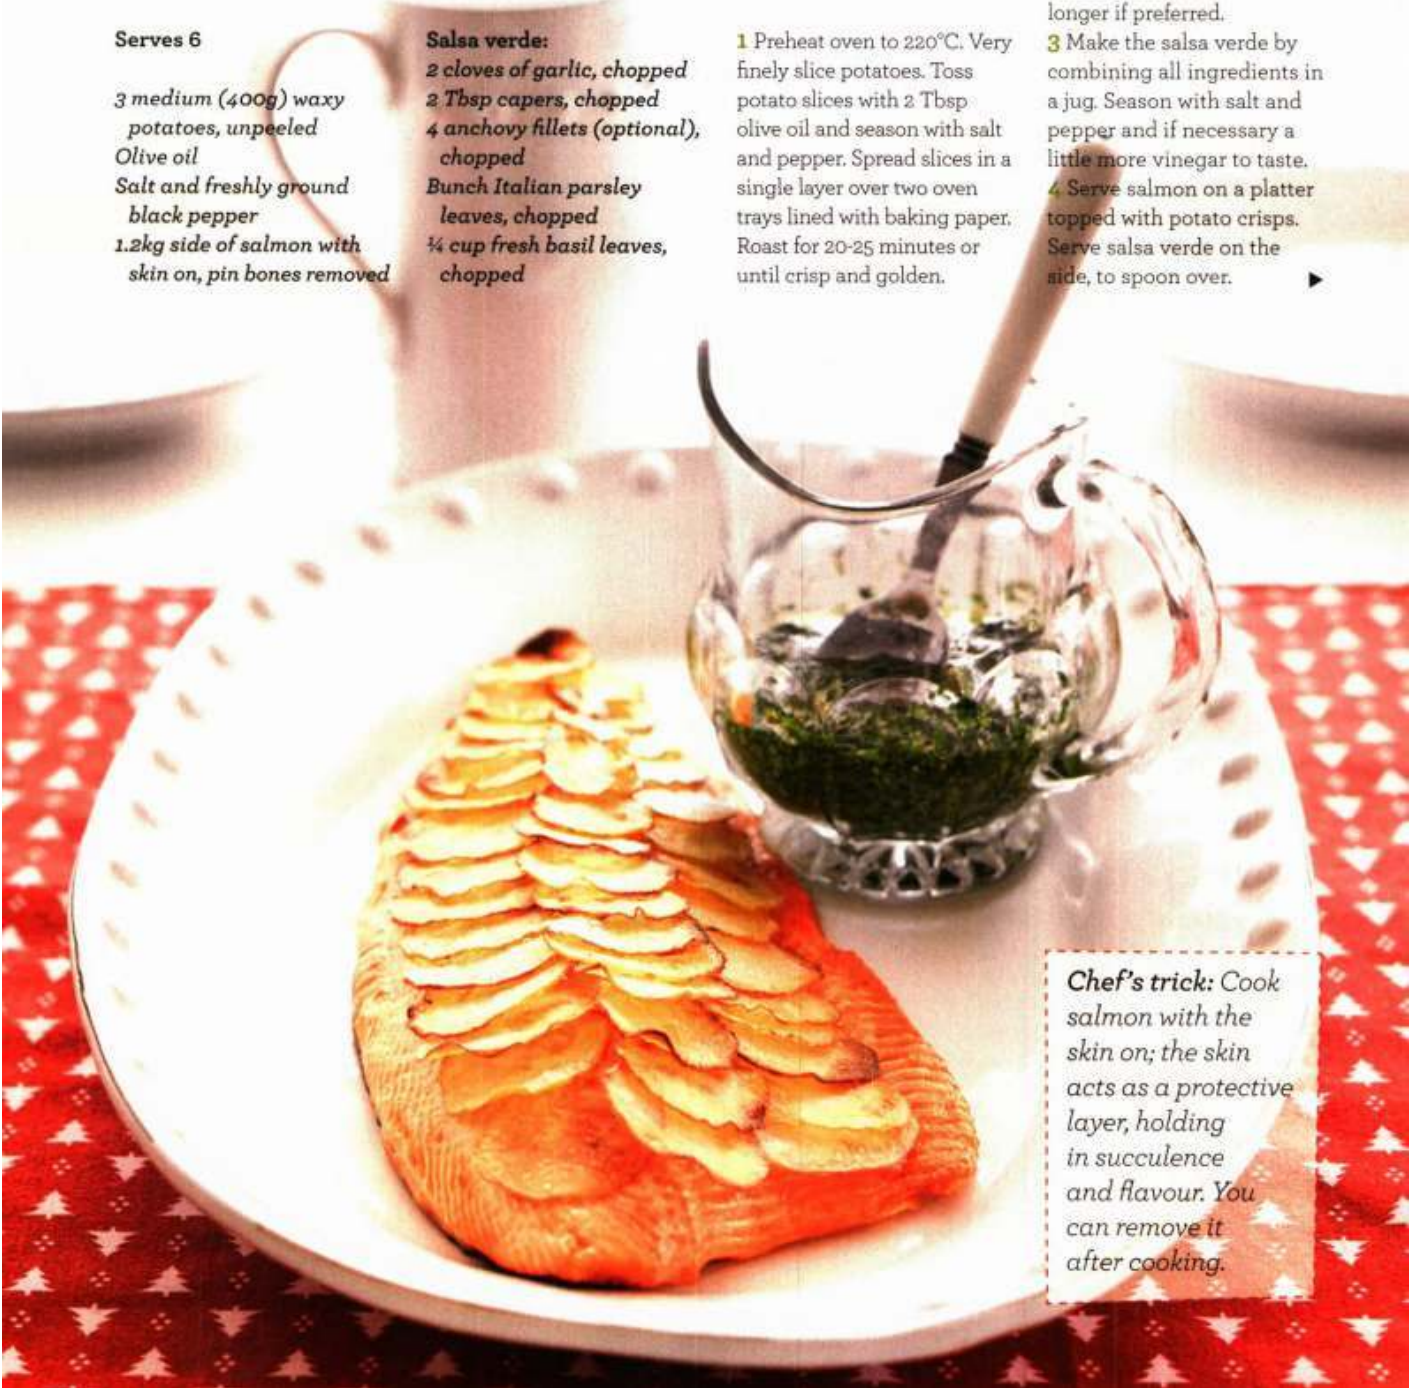 Serves 6
3 medium (400g) waxy
potatoes, unpeeled
Olive oil
Salt and freshly ground
black pepper
1.2kg side of salmon with
skin on, pin bones removed
Salsa verde:
2 cloves of garlic, chopped
2 Tbsp capers, chopped
4 anchovy fillets (optional),
chopped
Bunch Italian parsley
leaves, chopped
¼ cup fresh basil leaves,
chopped
1 Preheat oven to 220°C. Very
finely slice potatoes. Toss
potato slices with 2 Tbsp
olive oil and season with salt
and pepper. Spread slices in a
single layer over two oven
trays lined with baking paper.
Roast for 20-25 minutes or
until crisp and golden.
longer if preferred.
3 Make the salsa verde by
combining all ingredients in
a jug. Season with salt and
pepper and if necessary a
little more vinegar to taste.
4 Serve salmon on a platter
topped with potato crisps.
Serve salsa verde on the
side, to spoon over.
Chef's trick: Cook
salmon with the
skin on; the skin
acts as a protective
layer, holding
in succulence
and flavour. You
can remove it
after cooking.